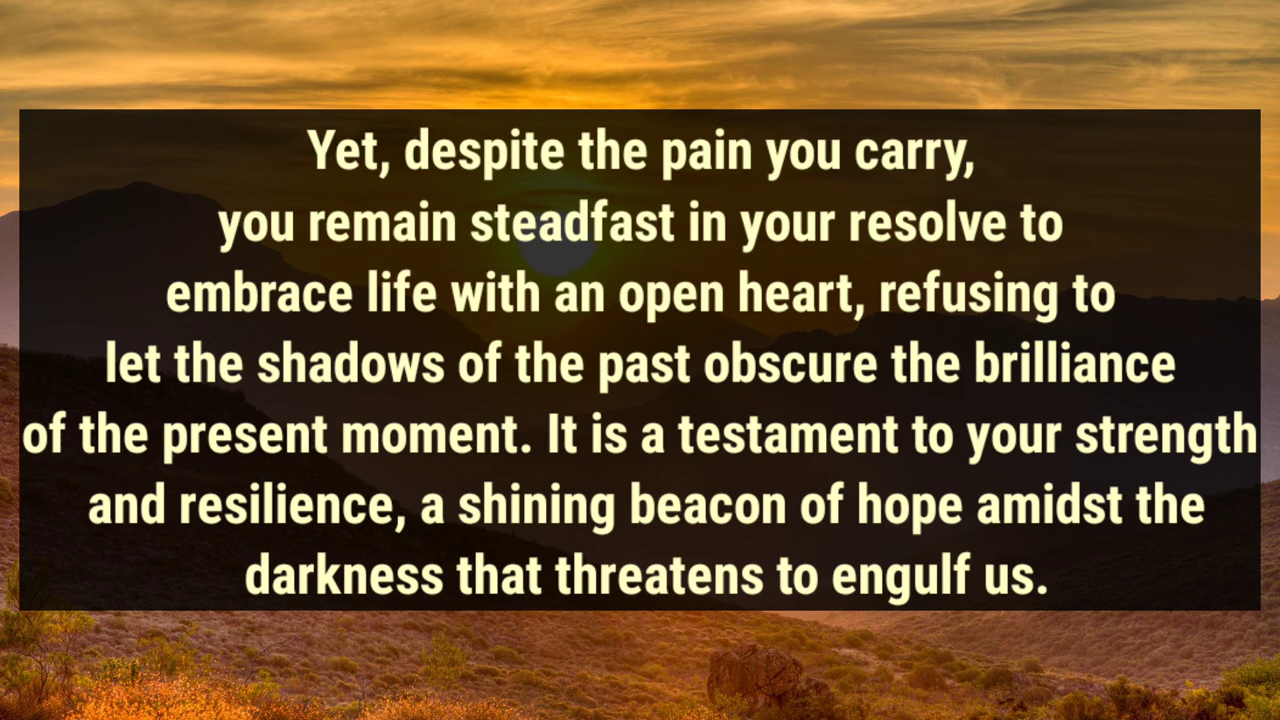 Yet, despite the pain you carry,
you remain steadfast in your resolve to
embrace life with an open heart, refusing to
let the shadows of the past obscure the brilliance
of the present moment. It is a testament to your strength
and resilience, a shining beacon of hope amidst the
darkness that threatens to engulf us.